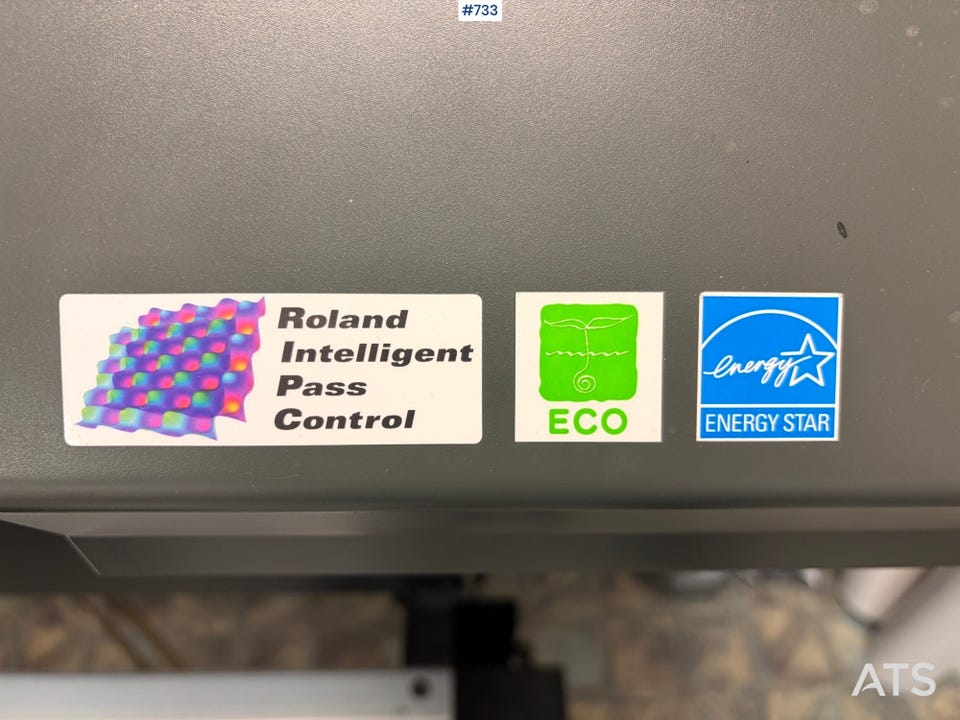 #733
Roland
Intelligent
Pass
Control
ECO
energy
ENERGY STAR
ATS